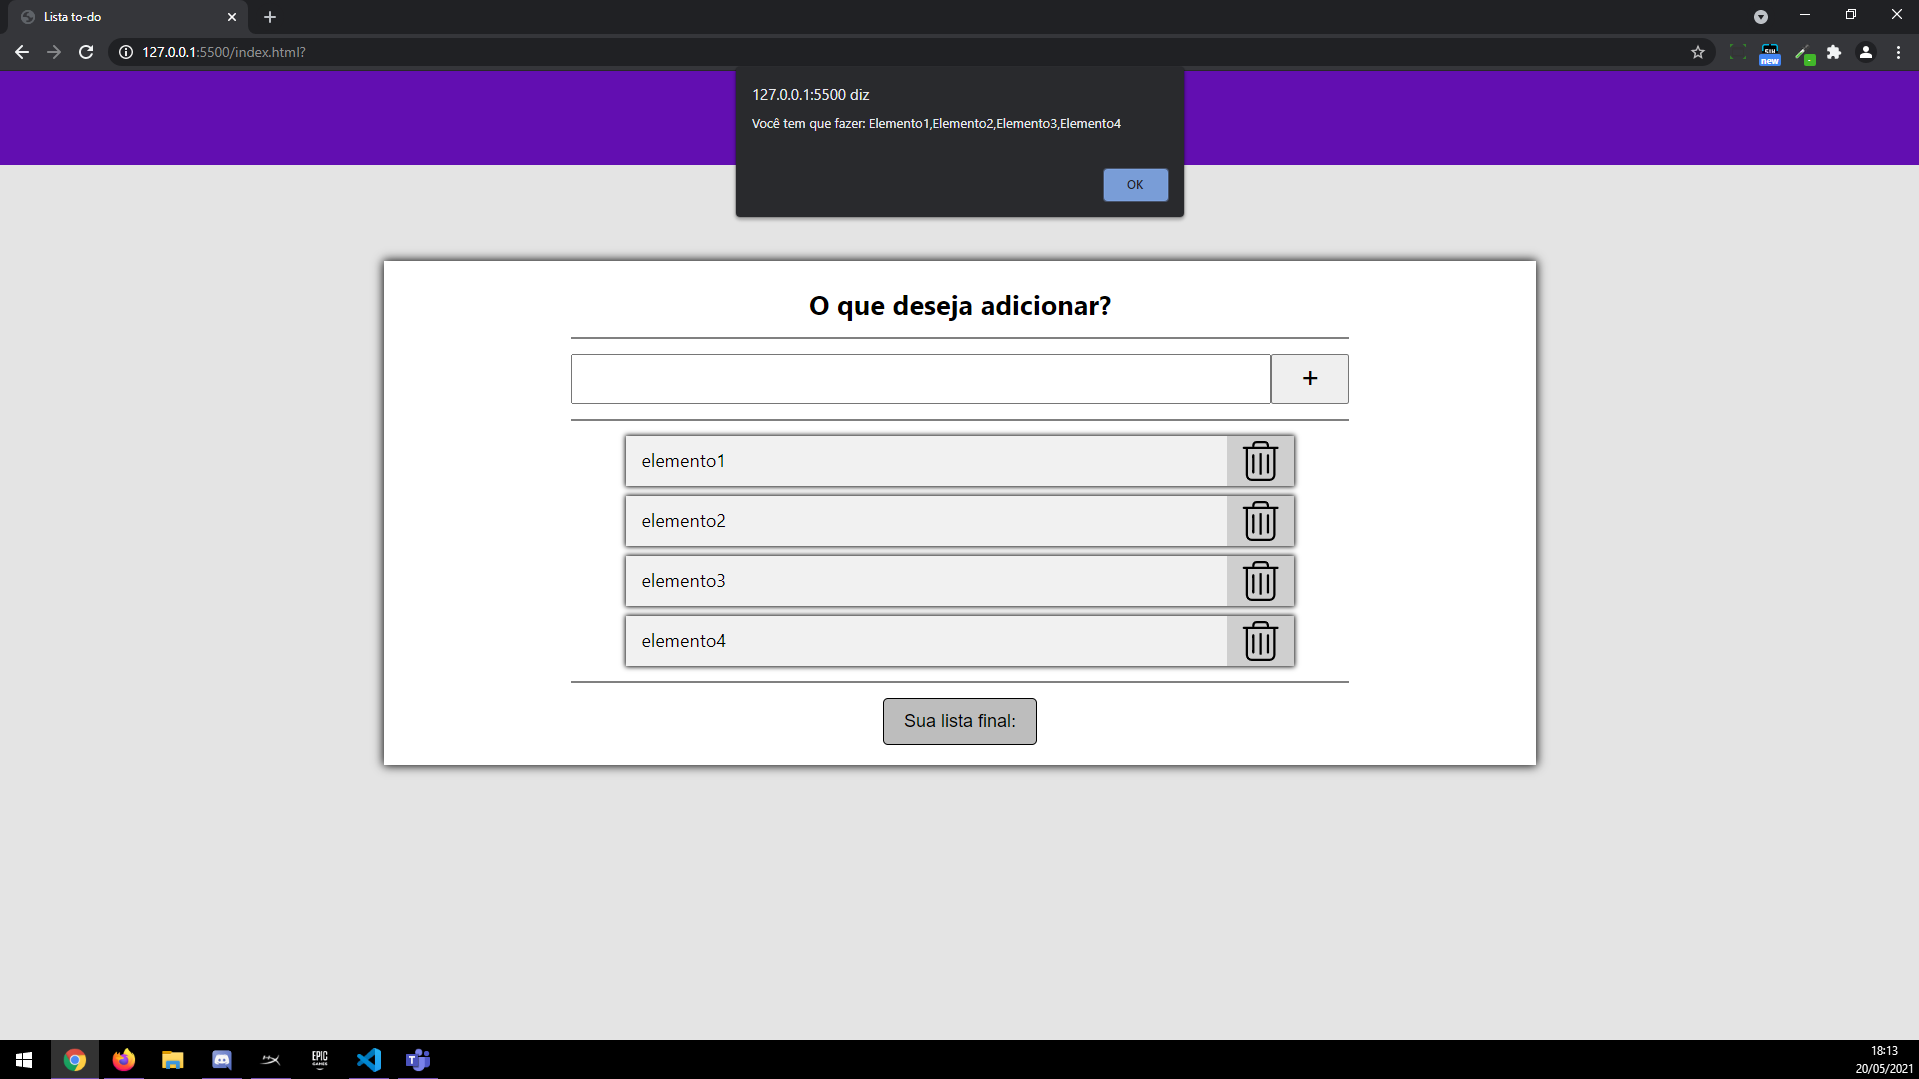 Lista to-do
127.0.0.1:5500/index.html?
new
127.0.0.1:5500 diz
Você tem que fazer: Elemento1,Elemento2,Elemento3,Elemento4
OK
O que deseja adicionar?
+
elemento1
elemento2
elemento3
elemento4
Sua lista final:
EPIC
GAMES
18:13
20/05/2021